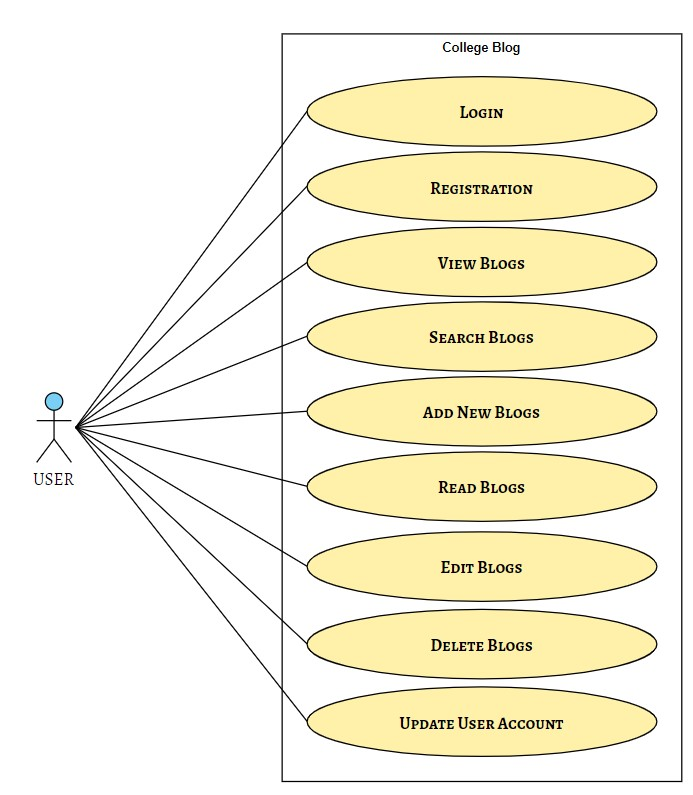 College Blog
Login
Registration
View Blogs
Search Blogs
Add New Blogs
Read Blogs
Edit Blogs
Delete Blogs
Update User Account
USER